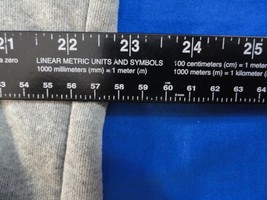 21 22 23 24 25
a zero LINEAR METRIC UNITS AND SYMBOLS 100 centimeters (cm) = 1 meter (m)
1000 millimeters (mm) = 1 meter (m) 1000 meters (m) = 1 kilometer (
53 54 55 56 57 58 59 60 61 62 63 64